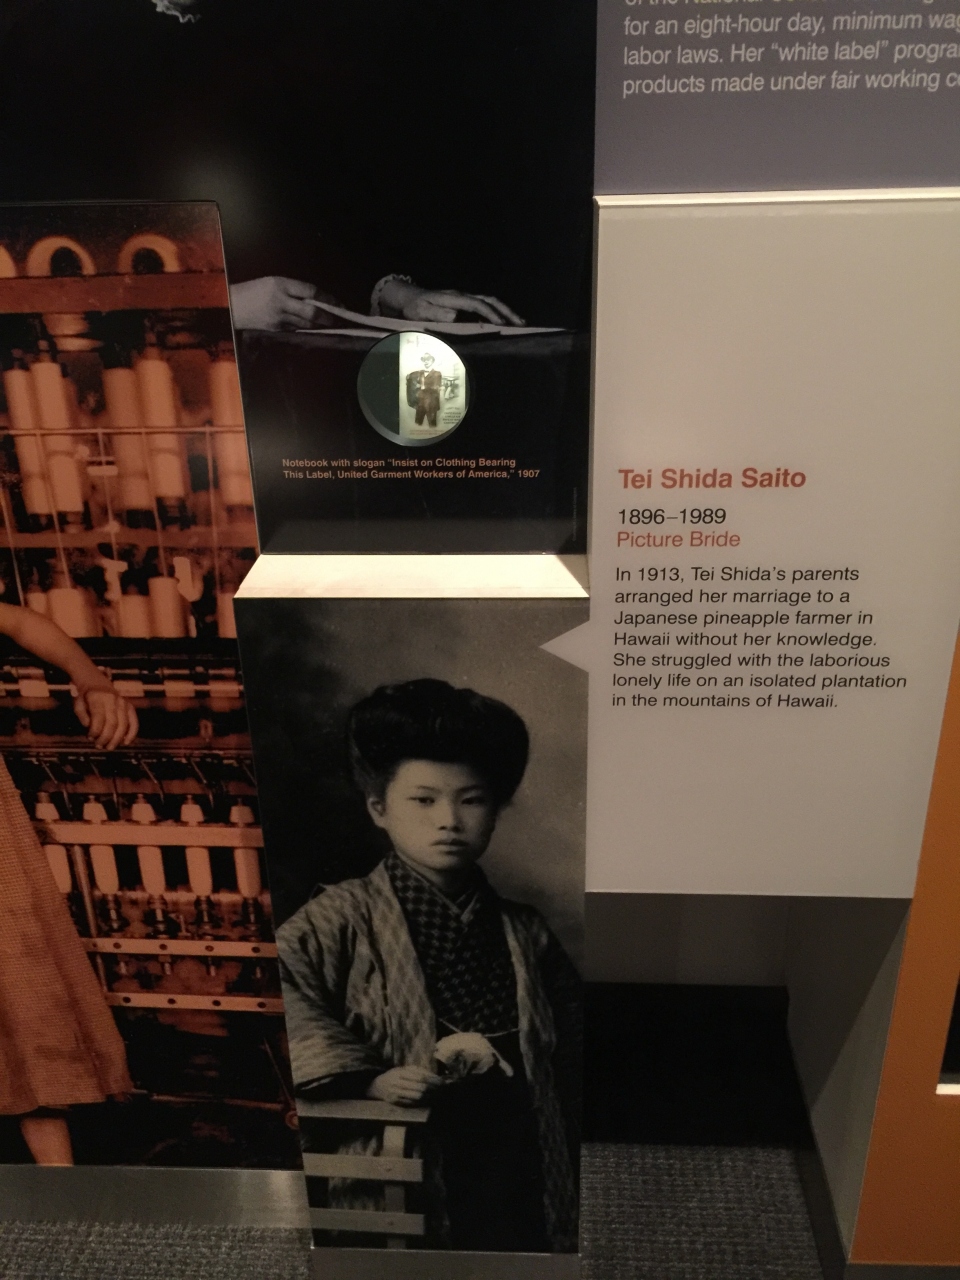 for an eight-hour day, minimum
labor laws. Her "white label"
products made under fair working
Notebook with slogan "Insist on Clothing Bearing
This Label, United Garment Workers of America," 1907
Tei Shida Saito
1896–1989
Picture Bride
In 1913, Tei Shida's parents
arranged her marriage to a
Japanese pineapple farmer in
Hawaii without her knowledge.
She struggled with the laborious
lonely life on an isolated plantation
in the mountains of Hawaii.